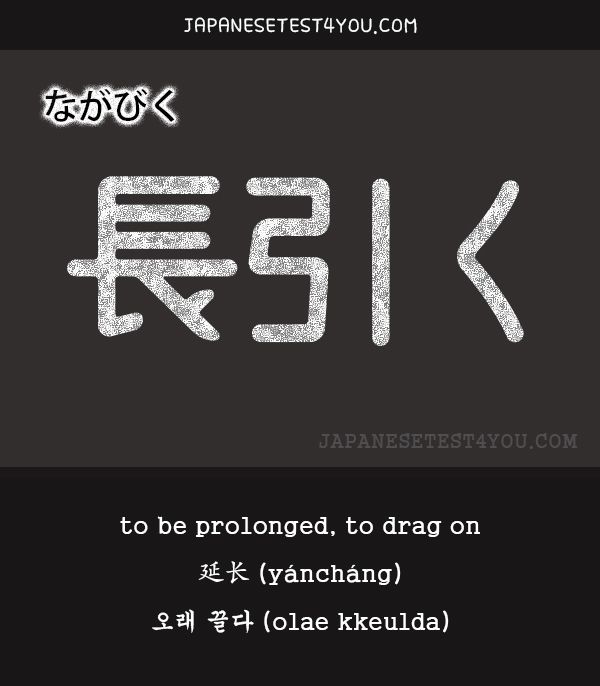 JAPANESETEST4YOU.COM
ながびく
長引く
JAPANESETEST4YOU.COM
to be prolonged, to drag on
延长 (yáncháng)
오래 끌다 (olae kkeulda)